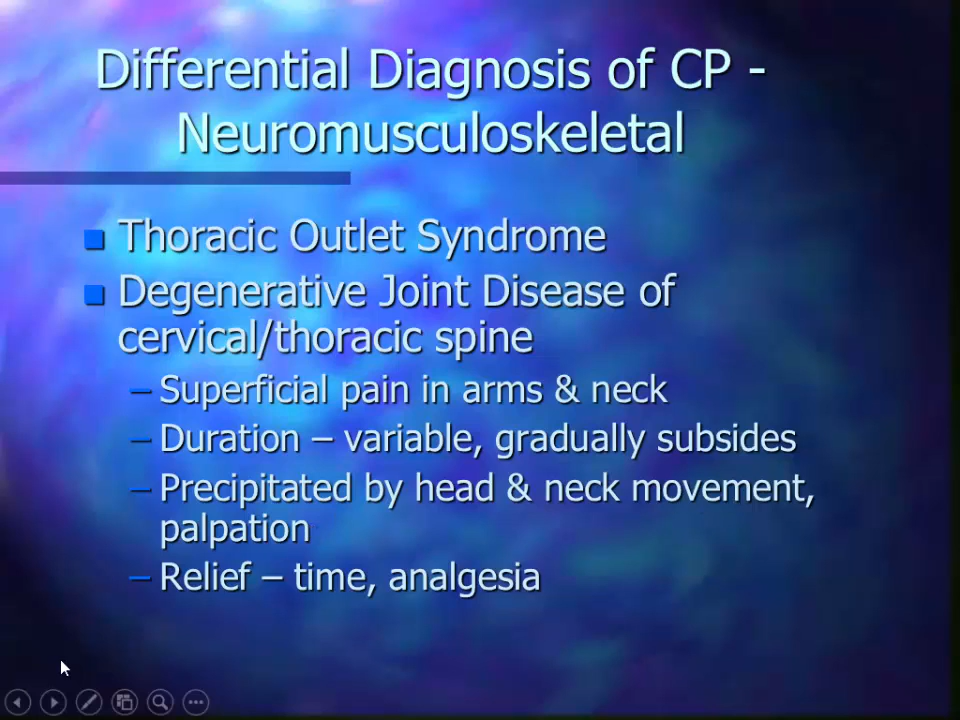 Differential Diagnosis of CP -
Neuromusculoskeletal
Thoracic Outlet Syndrome
Degenerative Joint Disease of
cervical/thoracic spine
– Superficial pain in arms & neck
– Duration – variable, gradually subsides
– Precipitated by head & neck movement,
palpation
– Relief – time, analgesia